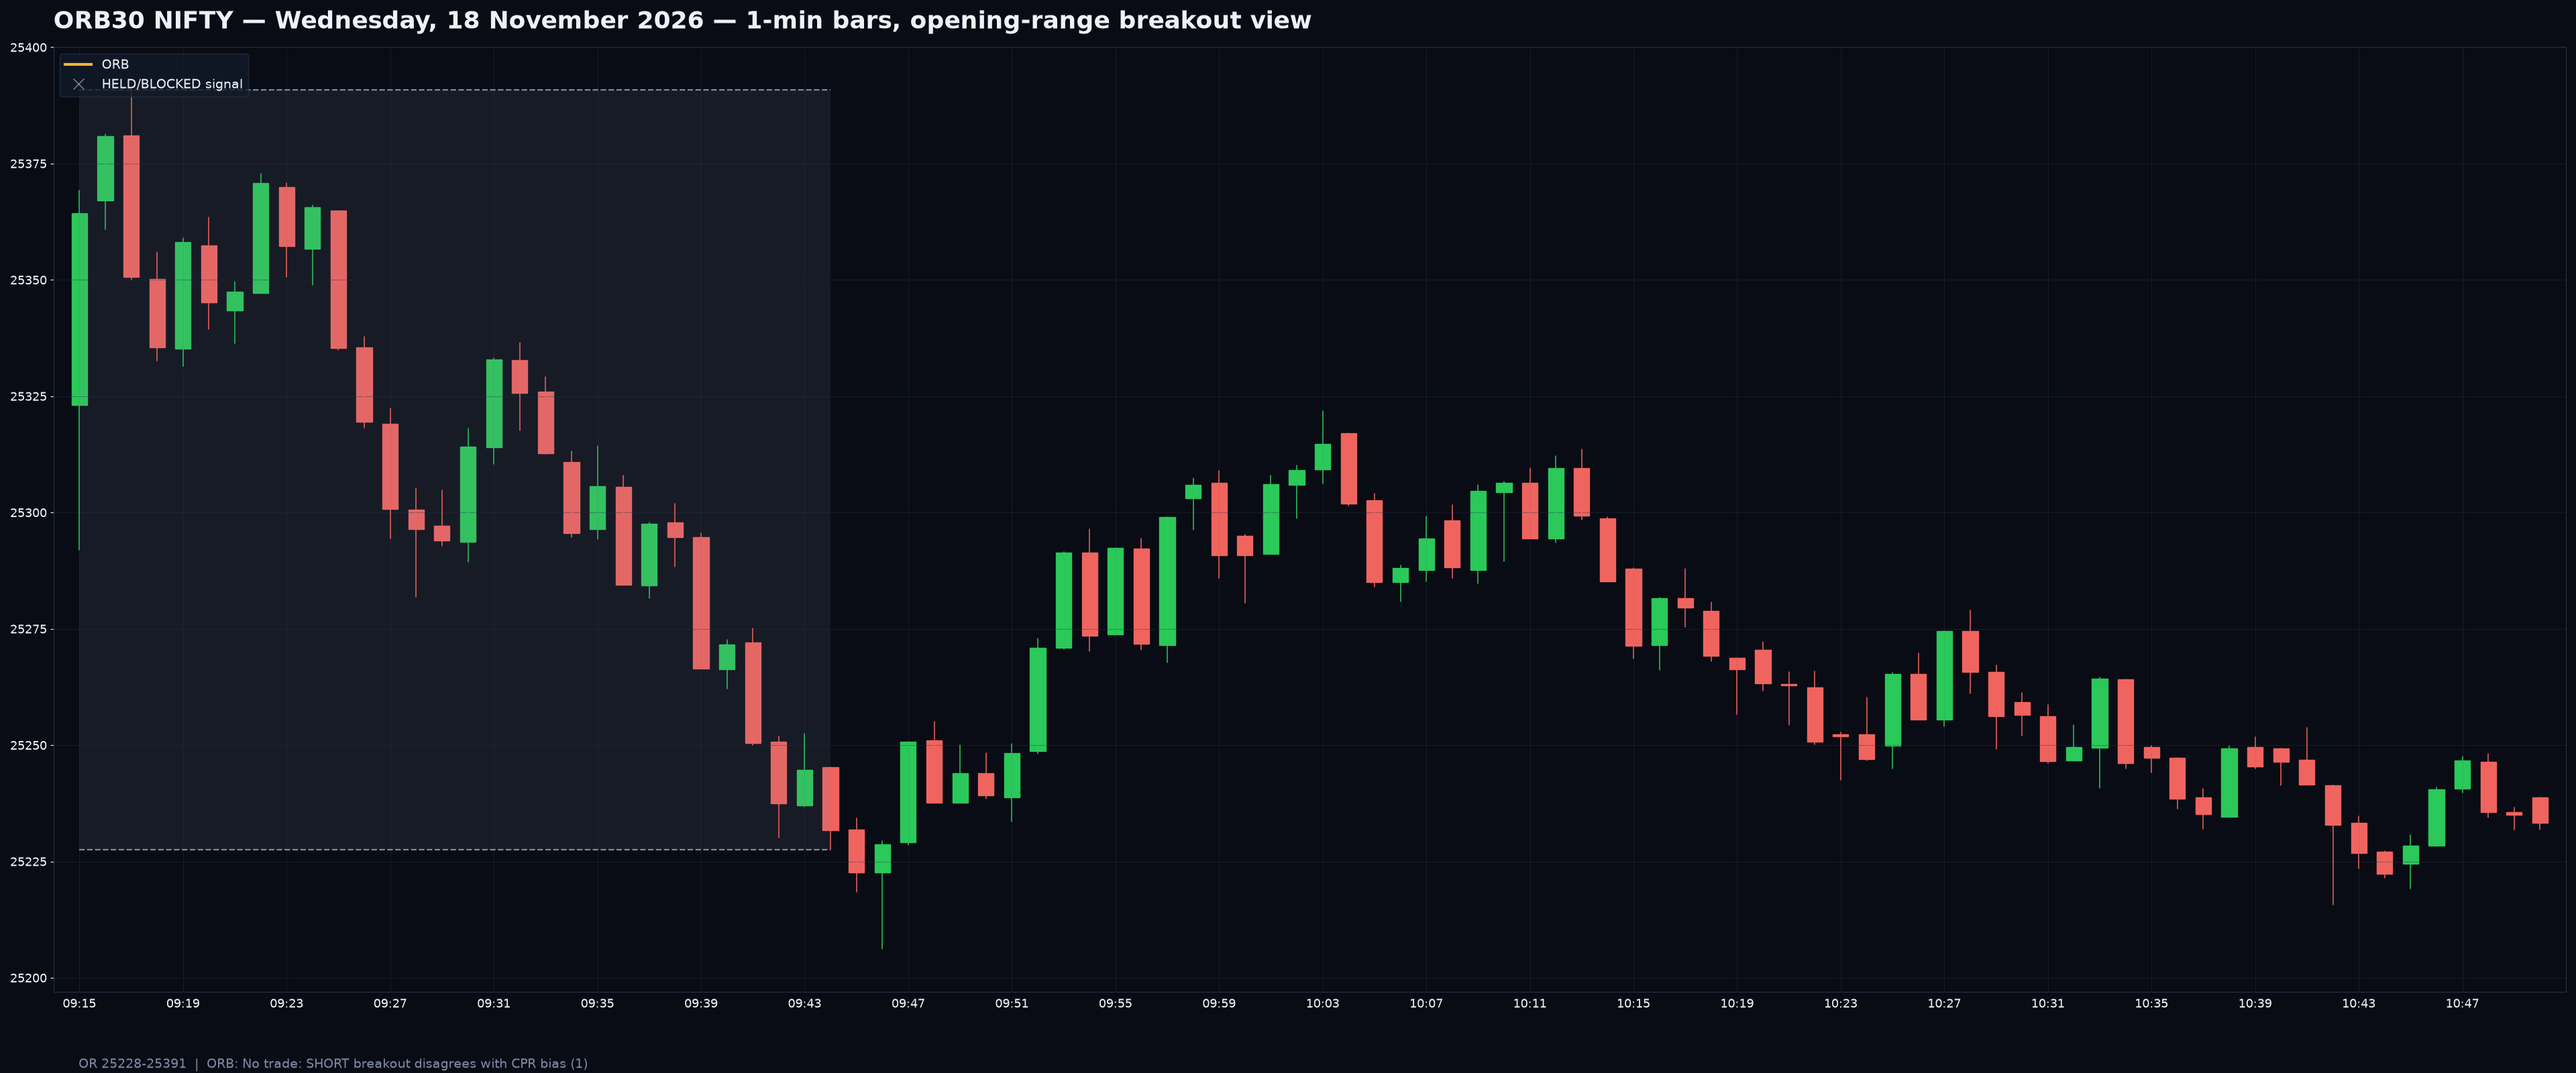 ORB30 NIFTY — Wednesday, 18 November 2026 — 1-min bars, opening-range breakout view
25400
ORB
HELD/BLOCKED signal
25375
25350
25325
25300
25275
25250
25225
25200
09:15 09:19 09:23 09:27 09:31 09:35 09:39 09:43 09:47 09:51 09:55 09:59 10:03 10:07 10:11 10:15 10:19 10:23 10:27 10:31 10:35 10:39 10:43 10:47
OR 25228-25391 | ORB: No trade: SHORT breakout disagrees with CPR bias (1)